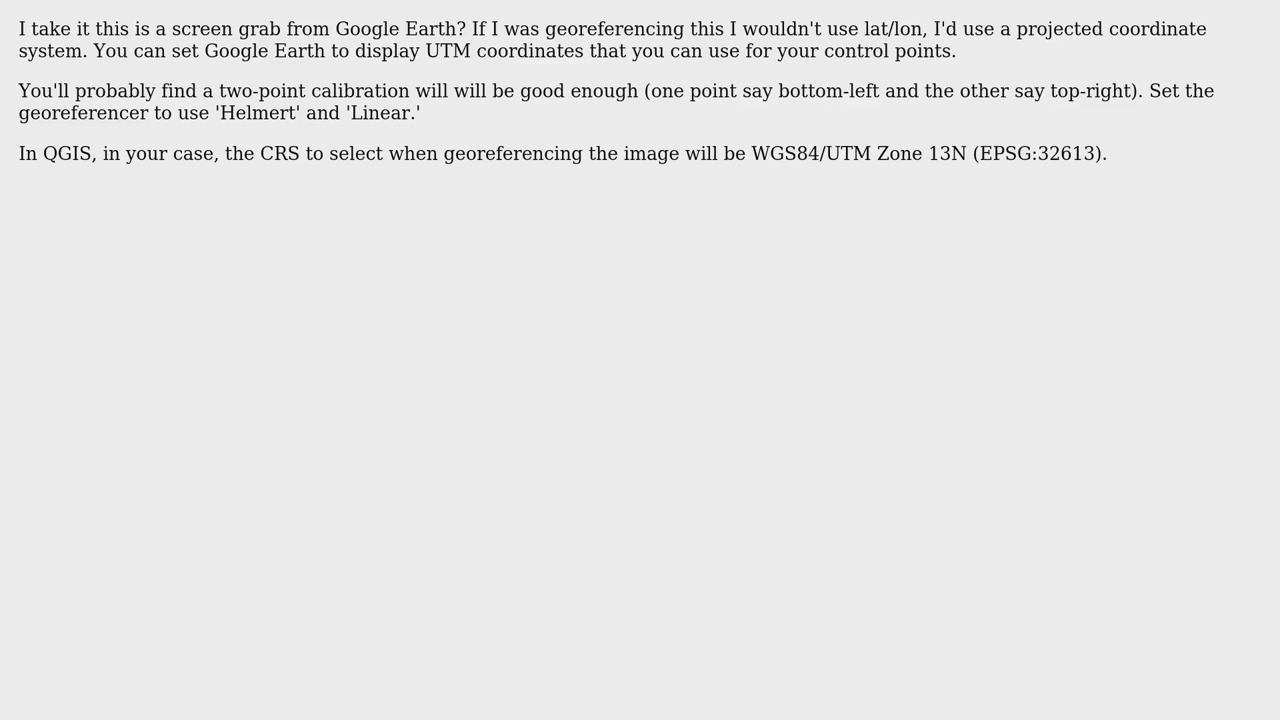 I take it this is a screen grab from Google Earth? If I was georeferencing this I wouldn't use lat/lon, I'd use a projected coordinate
system. You can set Google Earth to display UTM coordinates that you can use for your control points.
You'll probably find a two-point calibration will will be good enough (one point say bottom-left and the other say top-right). Set the
georeferencer to use 'Helmert' and 'Linear.'
In QGIS, in your case, the CRS to select when georeferencing the image will be WGS84/UTM Zone 13N (EPSG:32613).